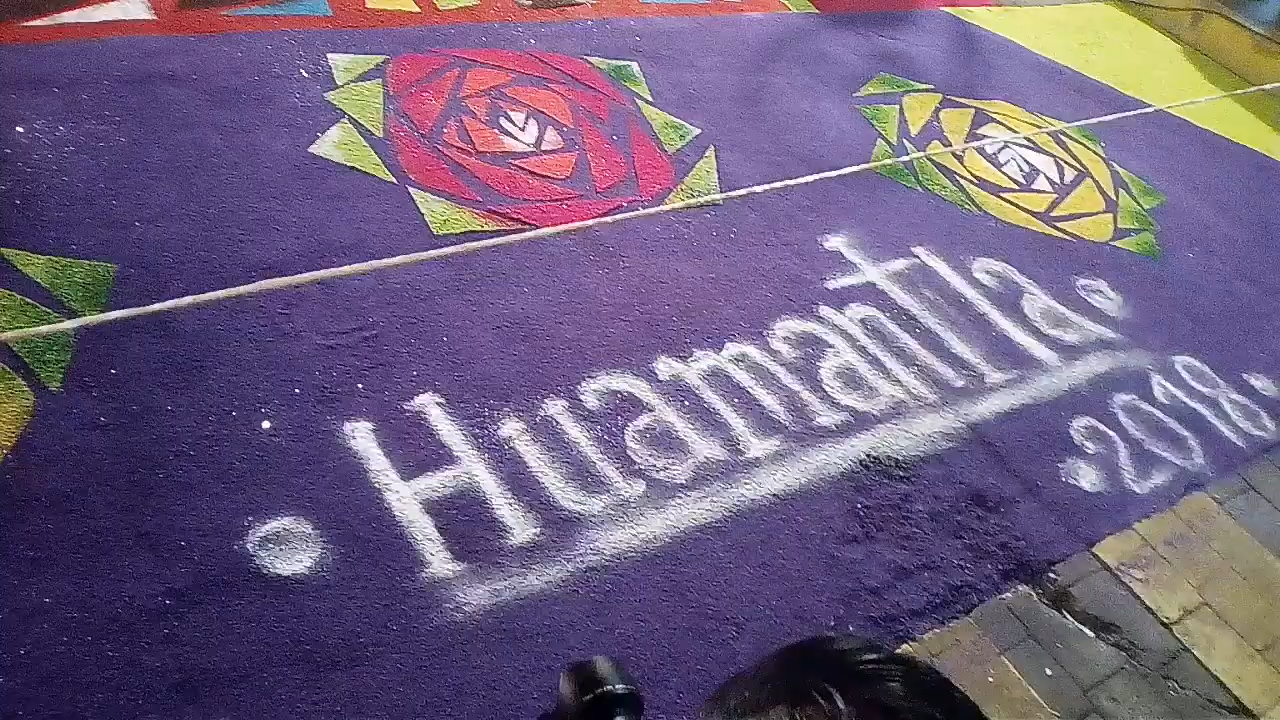 • Huamantla •
• 2018 •